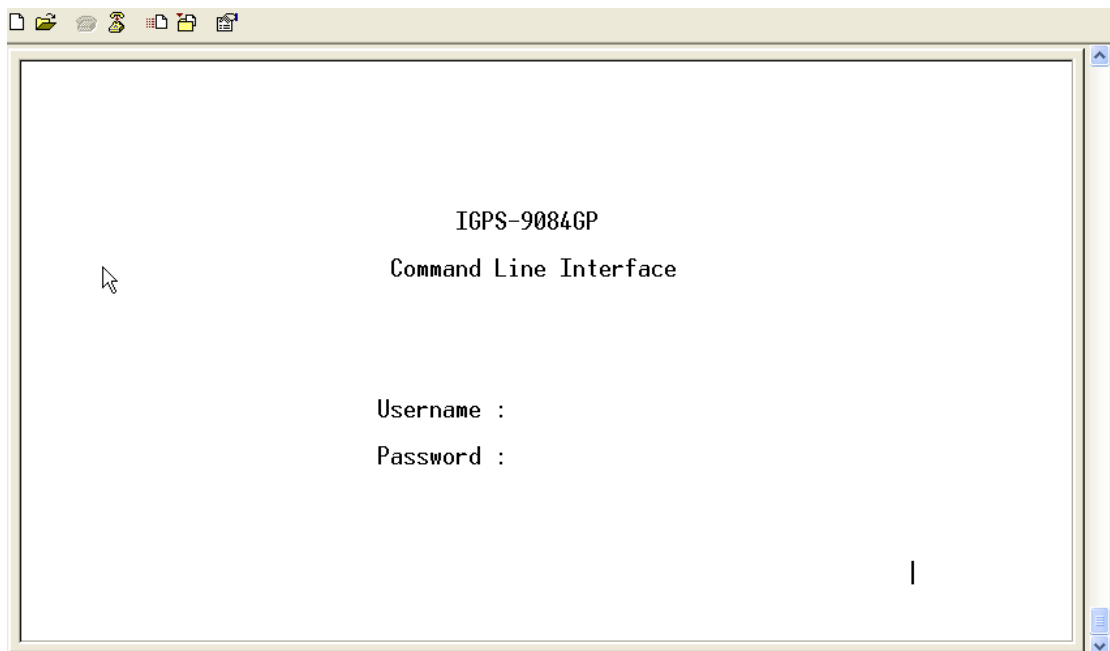 IGPS-9084GP
Command Line Interface
Username :
Password :